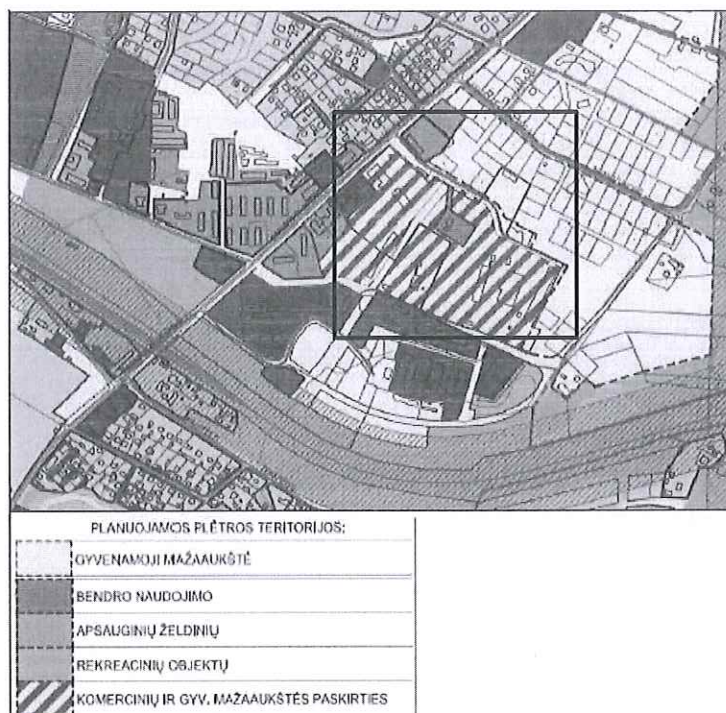 PLANUOJAMOS PLĖTROS TERITORIJOS:
GYVENAMOJI MAŽAAUKŠTĖ
BENDRO NAUDOJIMO
APSAUGINIŲ ŽELDINIŲ
REKREACINIŲ OBJEKTŲ
KOMERCINIŲ IR GYV. MAŽAAUKŠTĖS PASKIRTIES